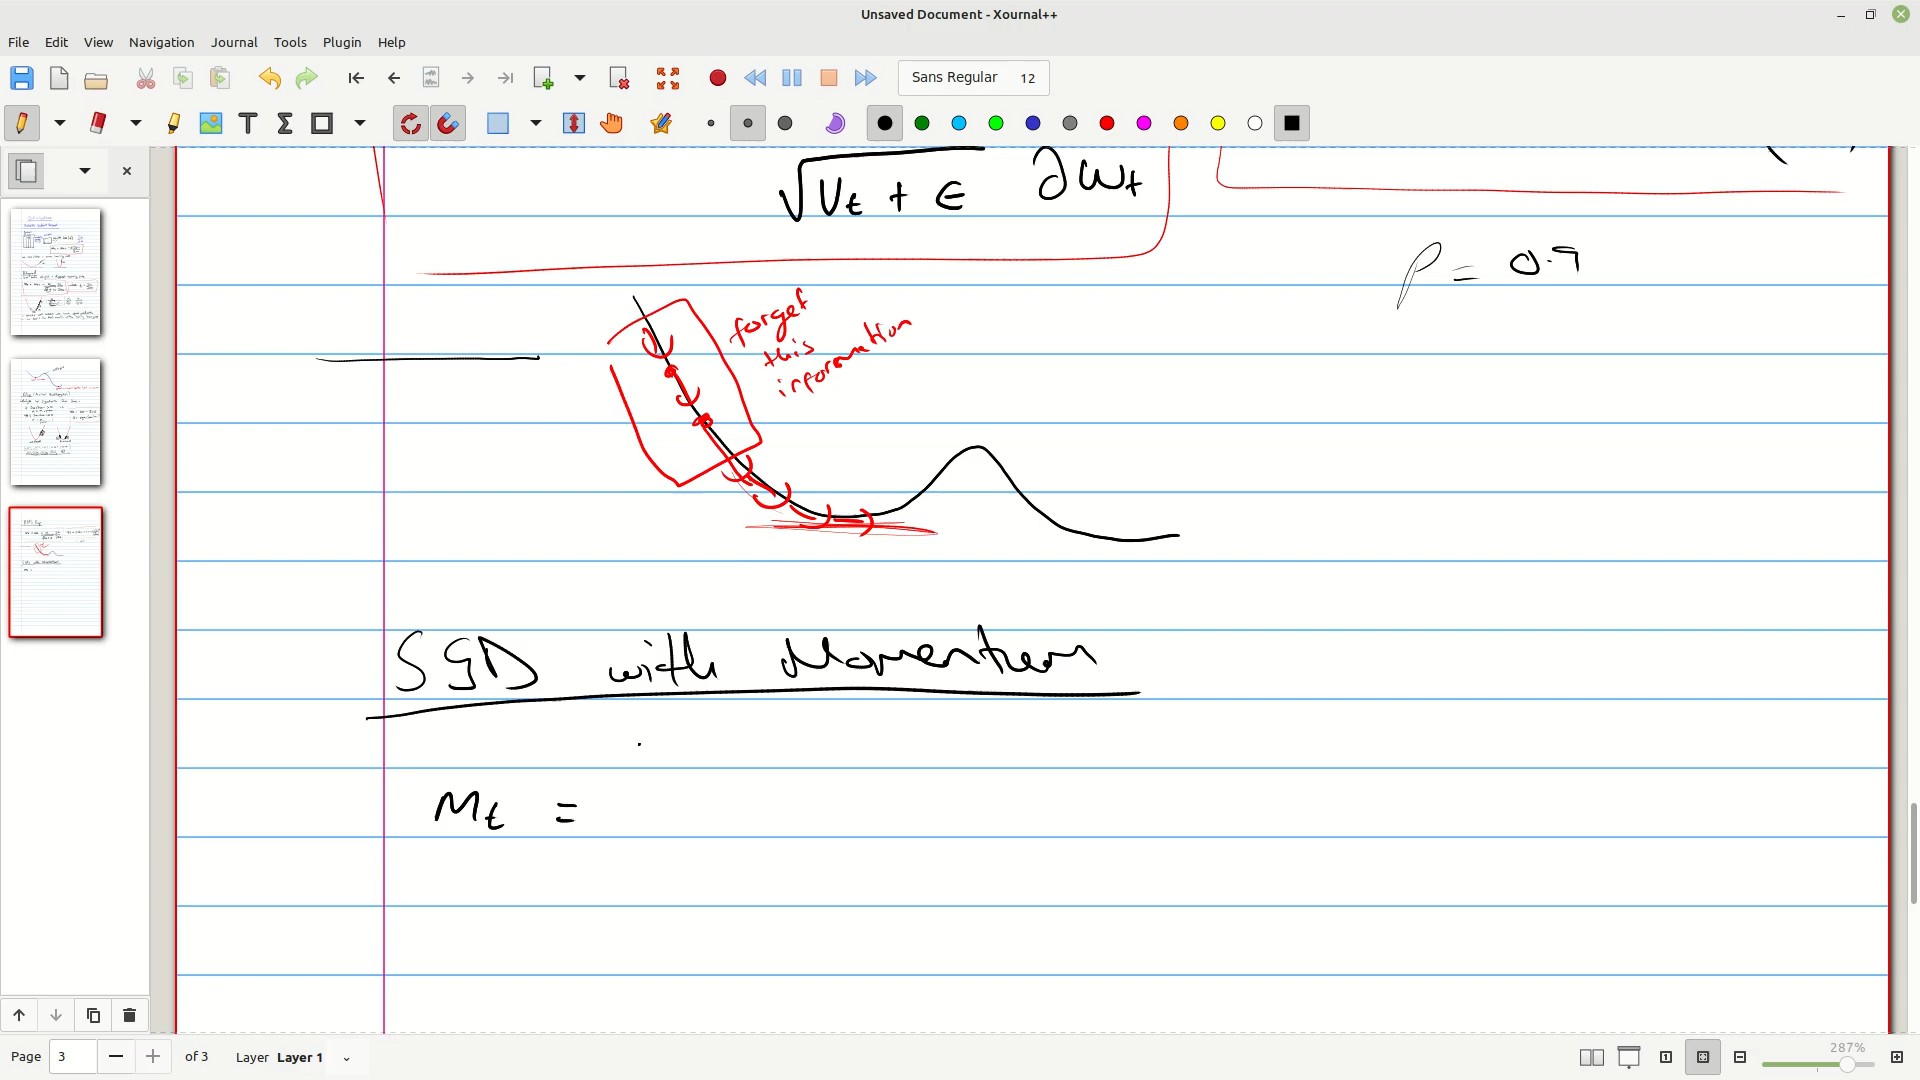 Unsaved Document - Xournal++
File Edit View Navigation Journal Tools Plugin Help
Sans Regular 12
√Vt + ϵ ∂Wt
ρ = 0.9
forget
this
information
SGD with Momentum
Mt =
Page 3 of 3 Layer Layer 1 287%